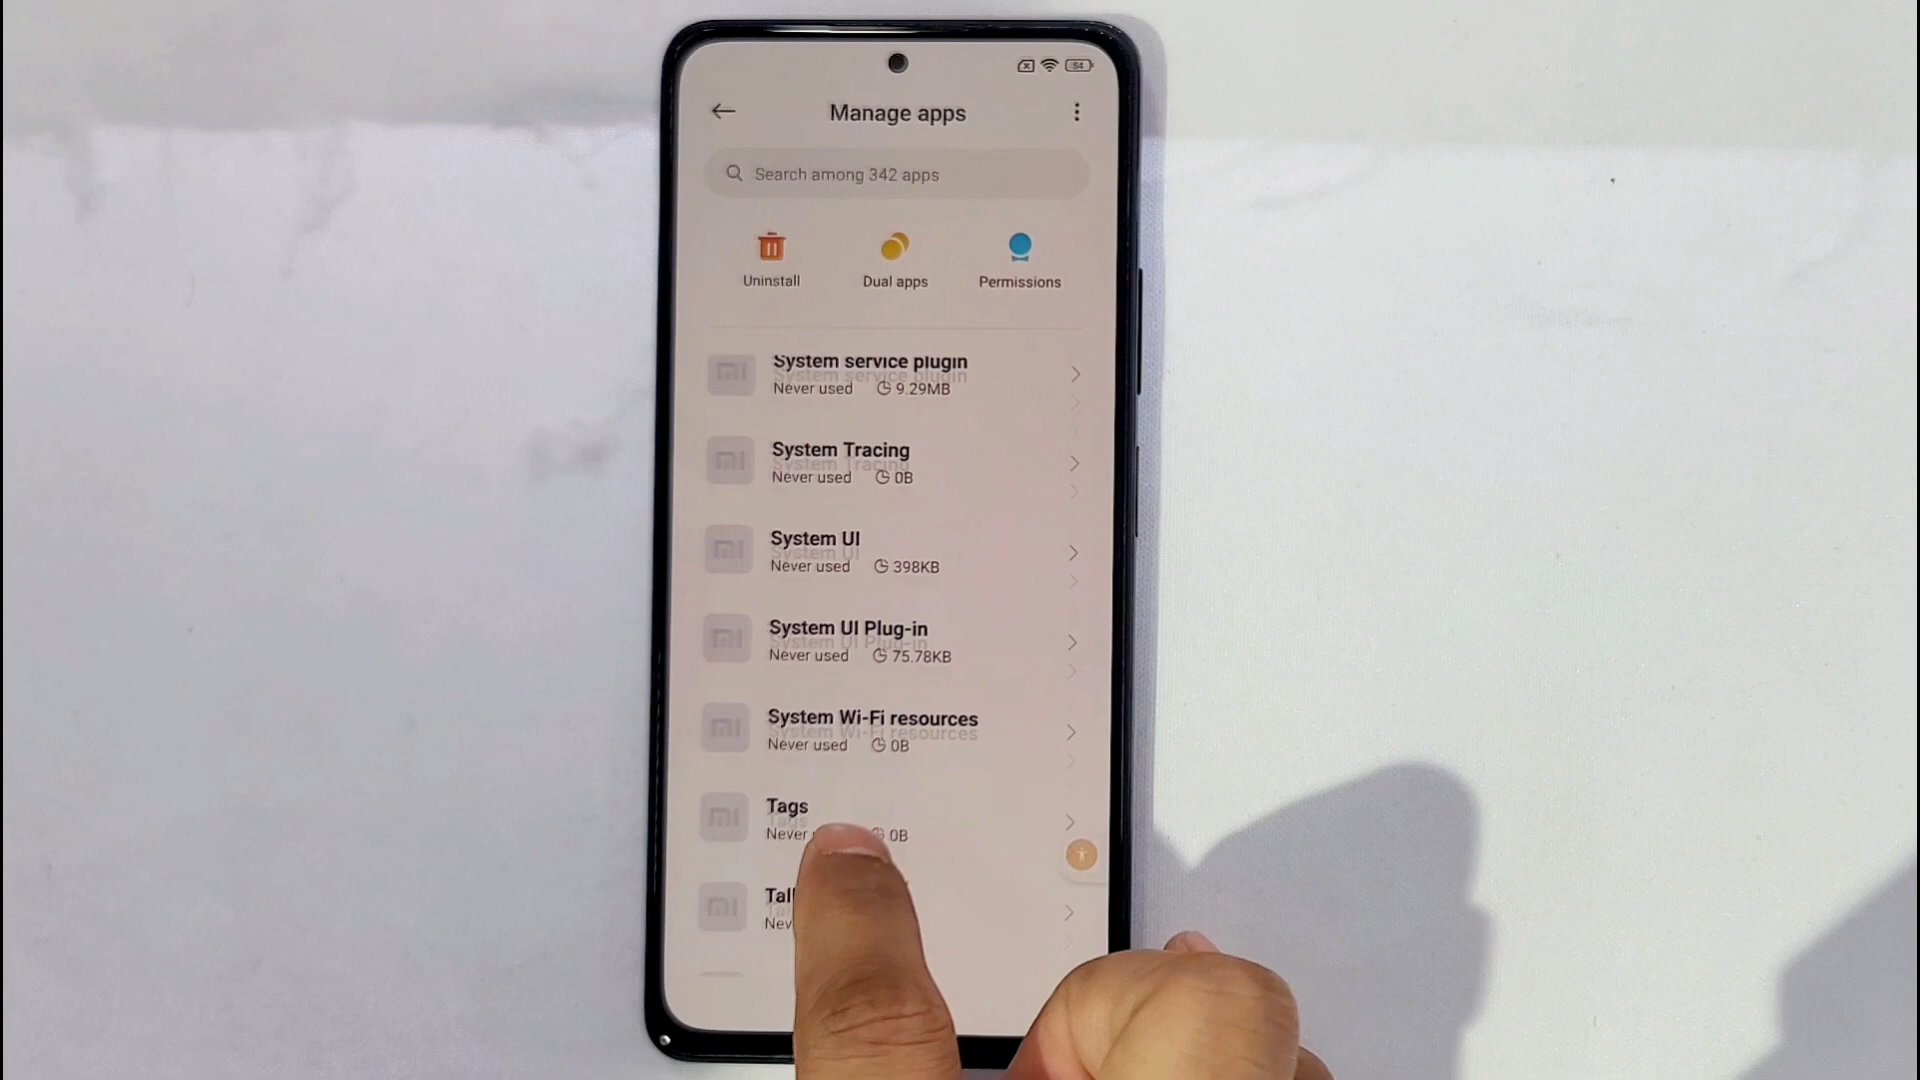 54
Manage apps
Search among 342 apps
Uninstall
Dual apps
Permissions
System service plugin
Never used 9.29MB
System Tracing
Never used 0B
System UI
Never used 398KB
System UI Plug-in
Never used 75.78KB
System Wi-Fi resources
Never used 0B
Tags
Never 0B